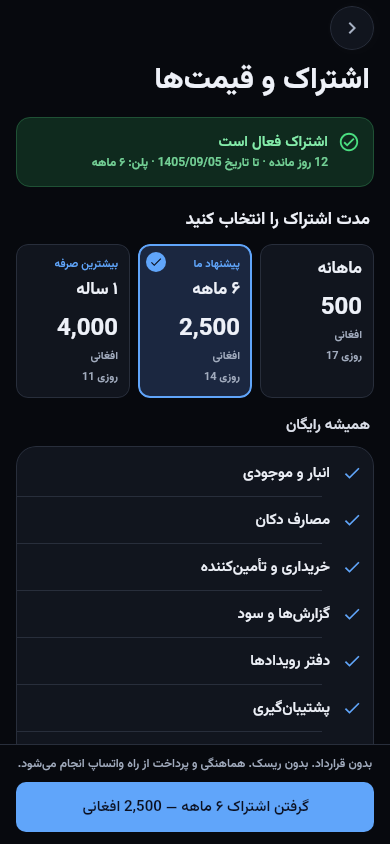 اشتراک و قیمت‌ها
اشتراک فعال است
12 روز مانده · تا تاریخ 1405/09/05 · پلن: ۶ ماهه
مدت اشتراک را انتخاب کنید
ماهانه
500
افغانی
روزی 17
پیشنهاد ما
۶ ماهه
2,500
افغانی
روزی 14
بیشترین صرفه
۱ ساله
4,000
افغانی
روزی 11
همیشه رایگان
انبار و موجودی
مصارف دکان
خریداری و تأمین‌کننده
گزارش‌ها و سود
دفتر رویدادها
پشتیبان‌گیری
بدون قرارداد. بدون ریسک. هماهنگی و پرداخت از راه واتساپ انجام می‌شود.
گرفتن اشتراک ۶ ماهه — 2,500 افغانی